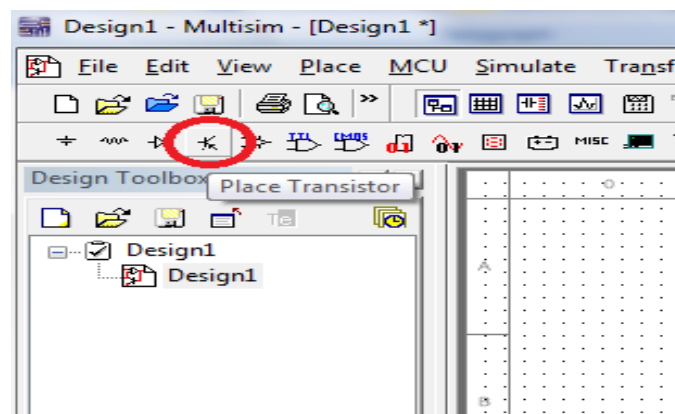 Design1 - Multisim - [Design1 *]
File Edit View Place MCU Simulate Transf
»
TTL CMOS MISC
Design Toolbox
Place Transistor
Design1
Design1
A
B